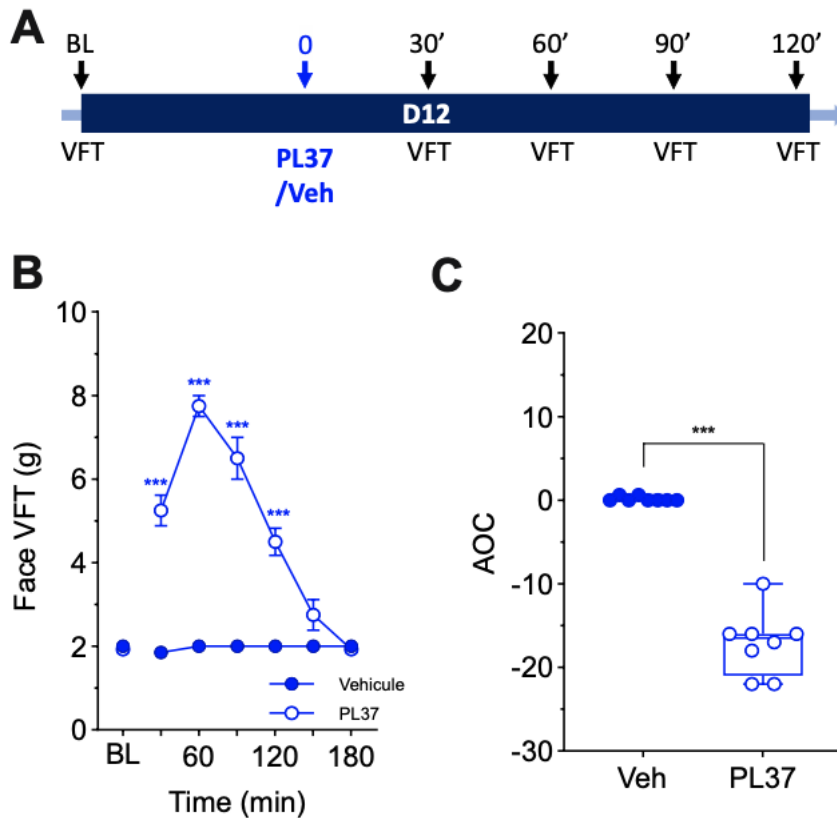 A
BL 0 30’ 60’ 90’ 120’
D12
VFT PL37 VFT VFT VFT VFT
/Veh
B
10
8
6
4
2
0
Face VFT (g)
***
***
***
***
Vehicule
PL37
BL 60 120 180
Time (min)
C
20
10
0
-10
-20
-30
AOC
***
Veh PL37